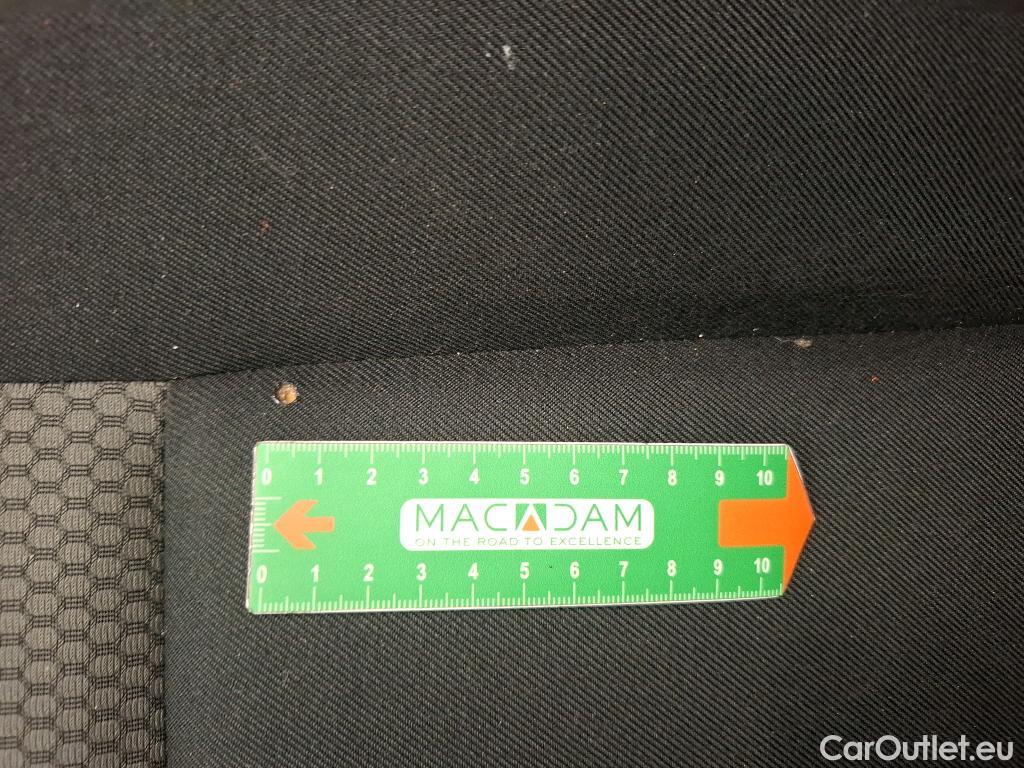 0 1 2 3 4 5 6 7 8 9 10
MACADAM
ON THE ROAD TO EXCELLENCE
0 1 2 3 4 5 6 7 8 9 10
CarOutlet.eu